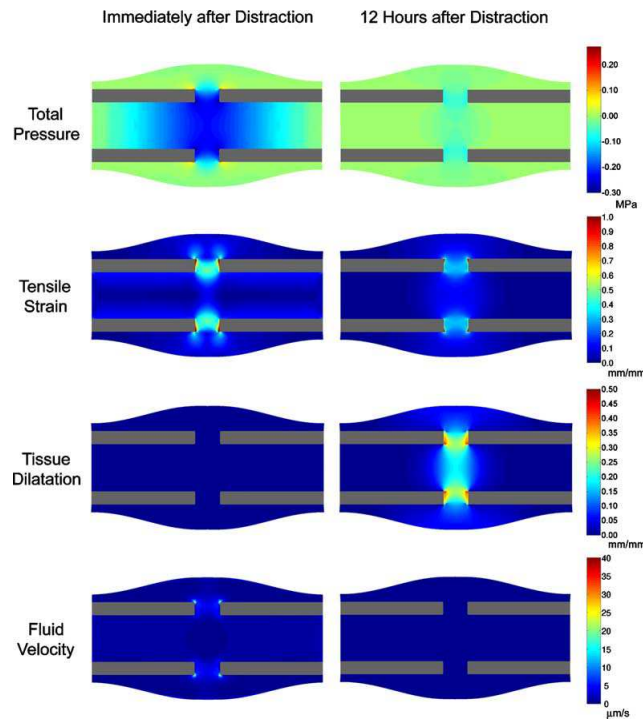 Immediately after Distraction
12 Hours after Distraction
Total
Pressure
0.20
0.10
0.00
-0.10
-0.20
-0.30
MPa
Tensile
Strain
1.0
0.9
0.8
0.7
0.6
0.5
0.4
0.3
0.2
0.1
0.0
mm/mm
Tissue
Dilatation
0.50
0.45
0.40
0.35
0.30
0.25
0.20
0.15
0.10
0.05
0.00
mm/mm
Fluid
Velocity
40
35
30
25
20
15
10
5
0
μm/s